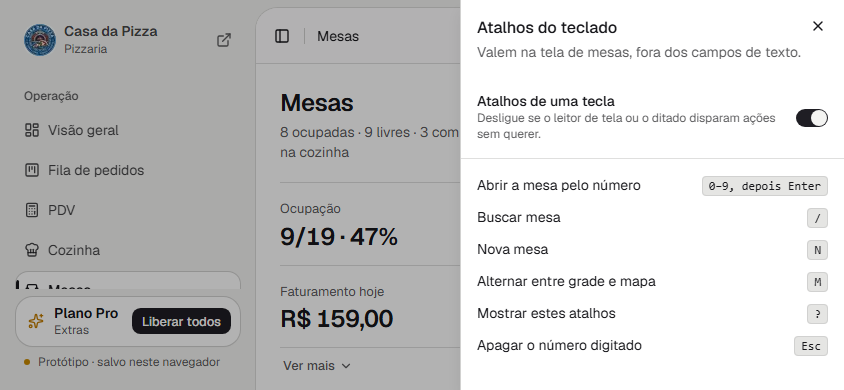 Casa da Pizza
Pizzaria
Operação
Visão geral
Fila de pedidos
PDV
Cozinha
Mesas
Plano Pro
Extras
Liberar todos
Protótipo · salvo neste navegador
Mesas
Mesas
8 ocupadas · 9 livres · 3 com
na cozinha
Ocupação
9/19 · 47%
Faturamento hoje
R$ 159,00
Ver mais
Atalhos do teclado
Valem na tela de mesas, fora dos campos de texto.
Atalhos de uma tecla
Desligue se o leitor de tela ou o ditado disparam ações
sem querer.
Abrir a mesa pelo número 0–9, depois Enter
Buscar mesa /
Nova mesa N
Alternar entre grade e mapa M
Mostrar estes atalhos ?
Apagar o número digitado Esc